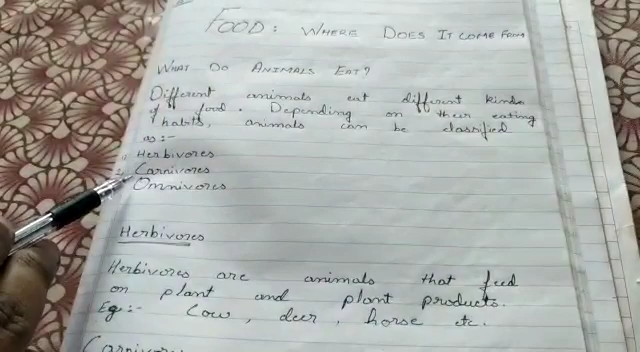 FOOD: WHERE DOES IT COME FROM
WHAT DO ANIMALS EAT?
Different animals eat different kinds
of food. Depending on their eating
habits, animals can be classified
as:-
1. Herbivores
2. Carnivores
Omnivores
Herbivores
Herbivores are animals that feed
on plant and plant products.
Eg:- Cow, deer, horse etc.
Carnivores